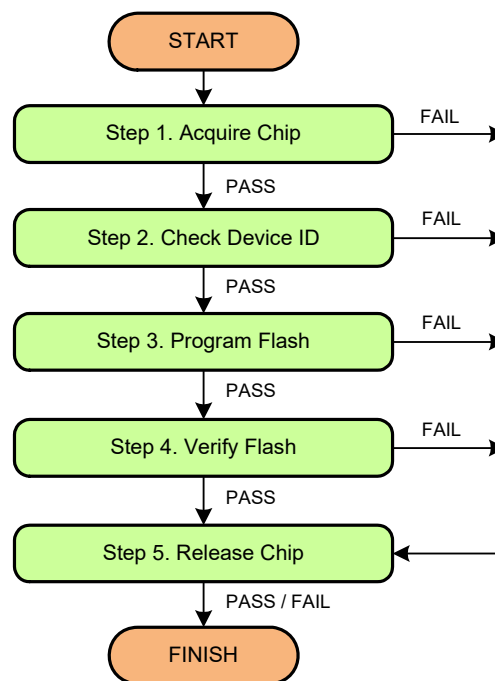 START
Step 1. Acquire Chip
FAIL
PASS
Step 2. Check Device ID
FAIL
PASS
Step 3. Program Flash
FAIL
PASS
Step 4. Verify Flash
FAIL
PASS
Step 5. Release Chip
PASS / FAIL
FINISH